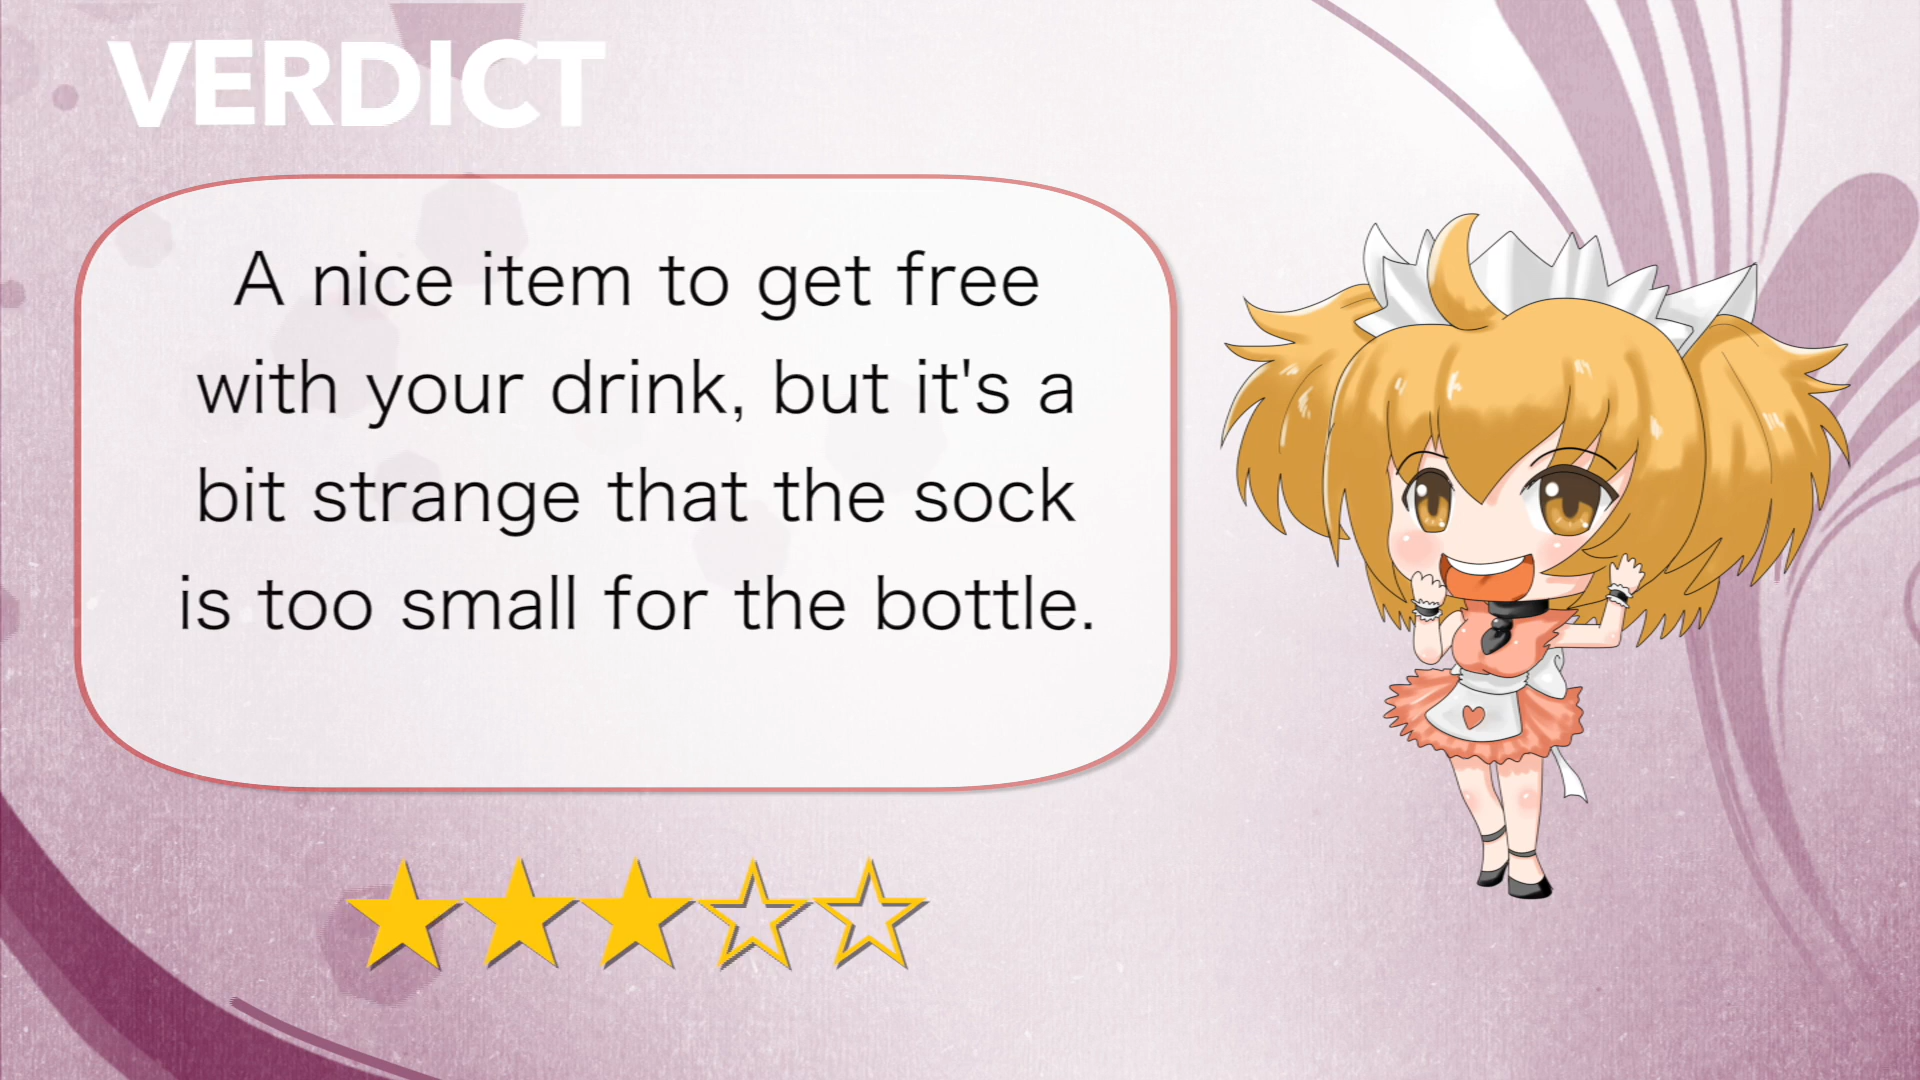 VERDICT
A nice item to get free
with your drink, but it's a
bit strange that the sock
is too small for the bottle.